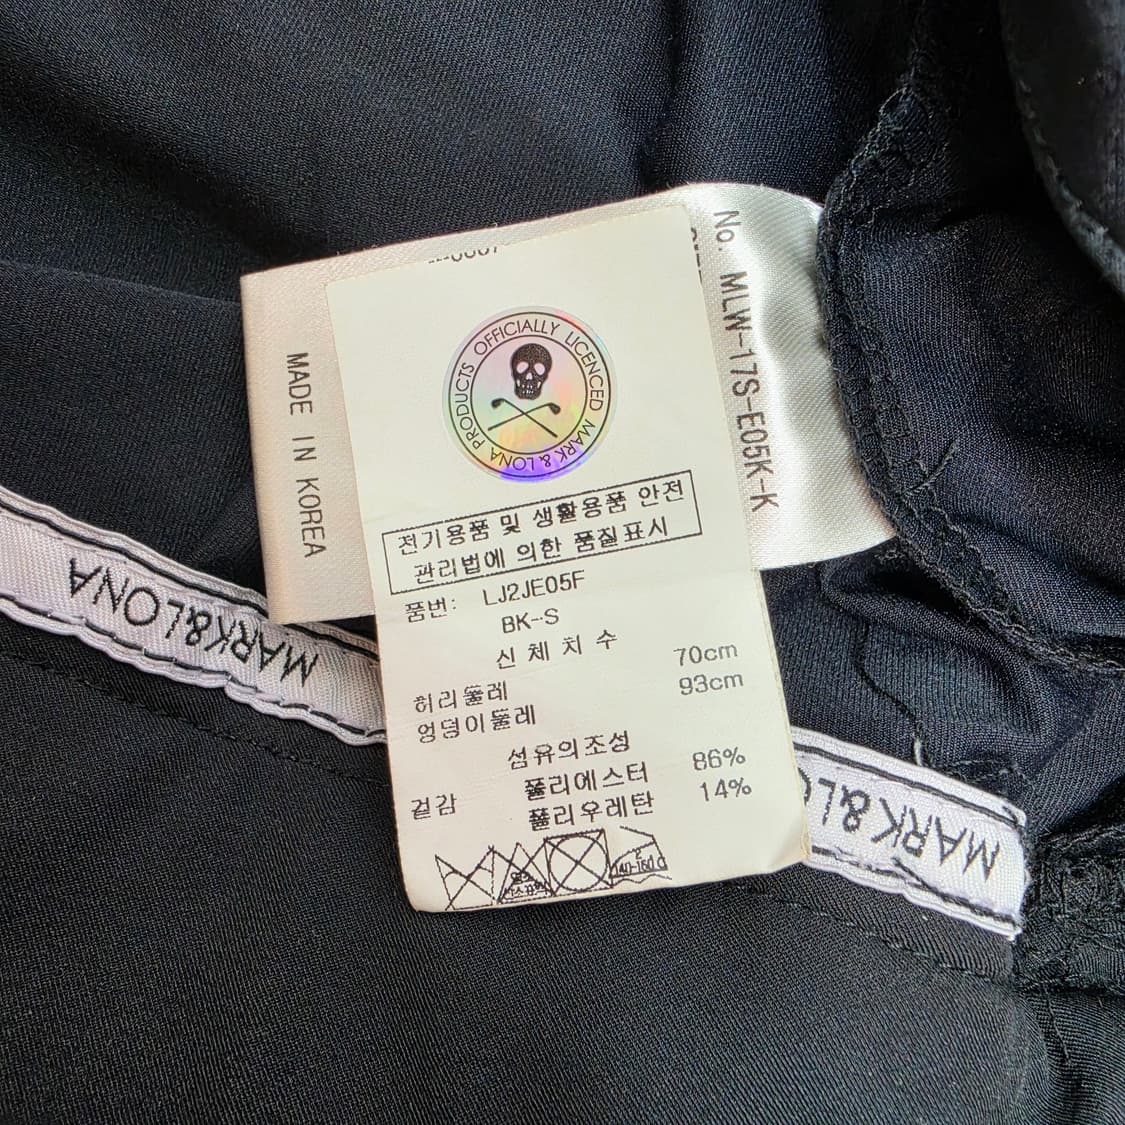 No. MLW-17S-E05K-K
MADE IN KOREA
OFFICIALLY LICENCED MARK & LONA PRODUCTS
전기용품 및 생활용품 안전
관리법에 의한 품질표시
품번: LJ2JE05F
BK-S
신체치수
허리둘레 70cm
엉덩이둘레 93cm
섬유의조성
겉감 폴리에스터 86%
폴리우레탄 14%
MARK&LONA
MARK&LONA